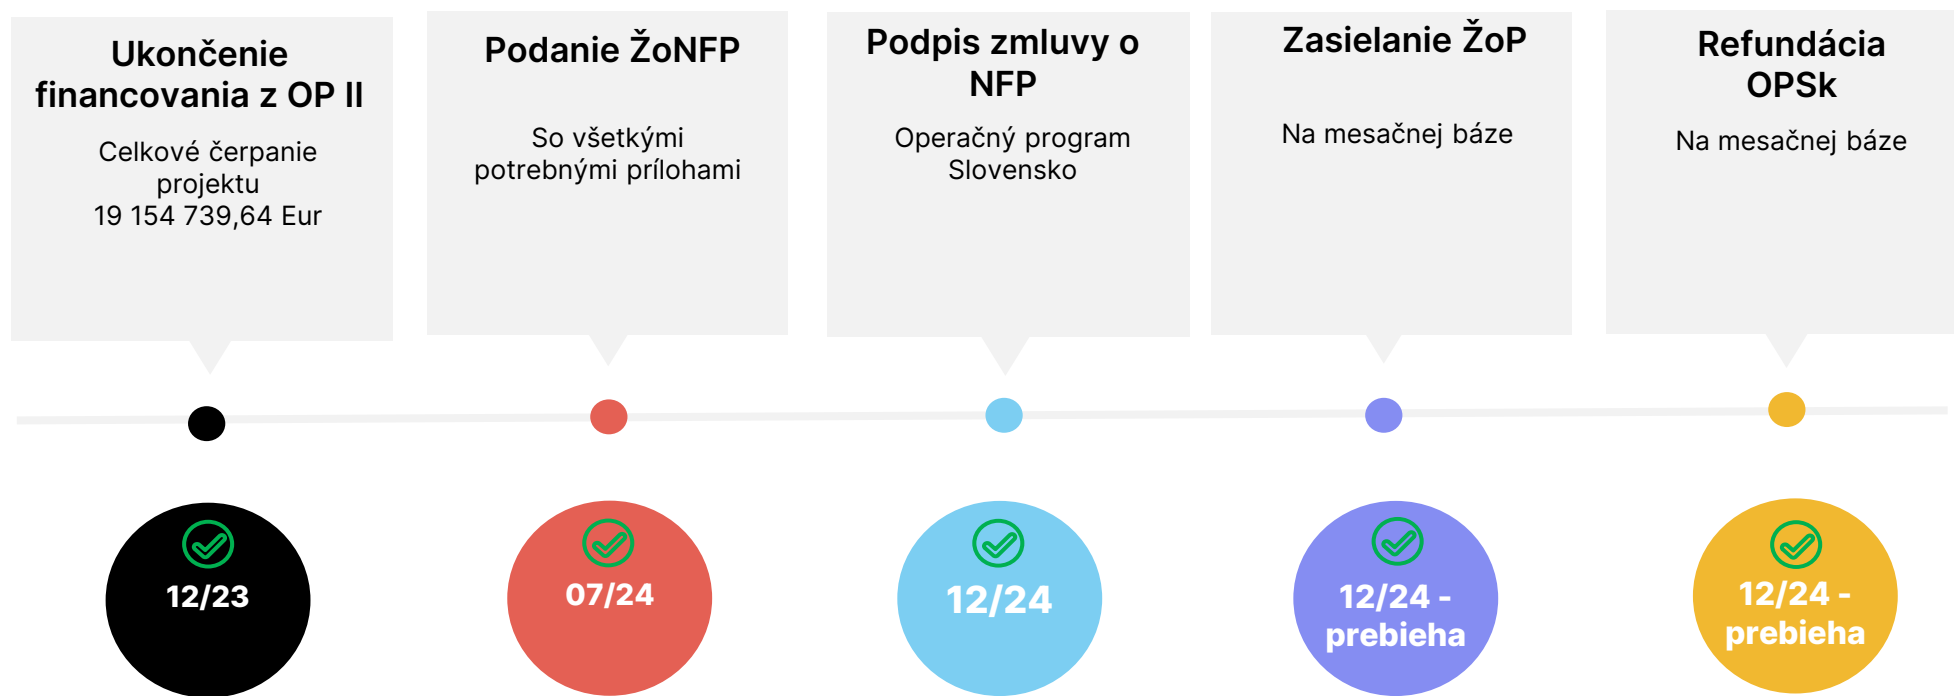 Ukončenie
financovania z OP II
Celkové čerpanie
projektu
19 154 739,64 Eur
Podanie ŽoNFP
So všetkými
potrebnými prílohami
Podpis zmluvy o
NFP
Operačný program
Slovensko
Zasielanie ŽoP
Na mesačnej báze
Refundácia
OPSk
Na mesačnej báze
12/23
07/24
12/24
12/24 -
prebieha
12/24 -
prebieha